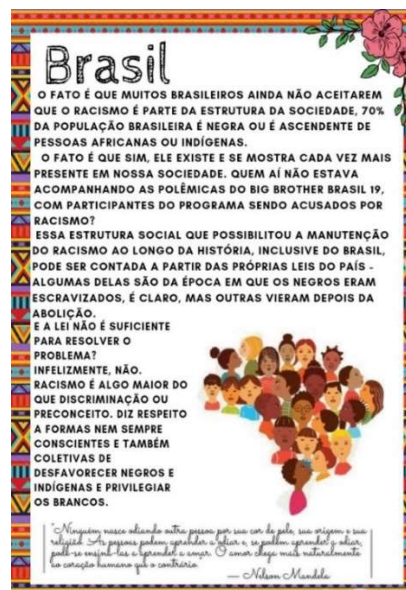 Brasil
O FATO É QUE MUITOS BRASILEIROS AINDA NÃO ACEITAREM
QUE O RACISMO É PARTE DA ESTRUTURA DA SOCIEDADE, 70%
DA POPULAÇÃO BRASILEIRA É NEGRA OU É ASCENDENTE DE
PESSOAS AFRICANAS OU INDÍGENAS.
O FATO É QUE SIM, ELE EXISTE E SE MOSTRA CADA VEZ MAIS
PRESENTE EM NOSSA SOCIEDADE. QUEM AÍ NÃO ESTAVA
ACOMPANHANDO AS POLÊMICAS DO BIG BROTHER BRASIL 19,
COM PARTICIPANTES DO PROGRAMA SENDO ACUSADOS POR
RACISMO?
ESSA ESTRUTURA SOCIAL QUE POSSIBILITOU A MANUTENÇÃO
DO RACISMO AO LONGO DA HISTÓRIA, INCLUSIVE DO BRASIL,
PODE SER CONTADA A PARTIR DAS PRÓPRIAS LEIS DO PAÍS -
ALGUMAS DELAS SÃO DA ÉPOCA EM QUE OS NEGROS ERAM
ESCRAVIZADOS, É CLARO, MAS OUTRAS VIERAM DEPOIS DA
ABOLIÇÃO.
E A LEI NÃO É SUFICIENTE
PARA RESOLVER O
PROBLEMA?
INFELIZMENTE, NÃO.
RACISMO É ALGO MAIOR DO
QUE DISCRIMINAÇÃO OU
PRECONCEITO. DIZ RESPEITO
A FORMAS NEM SEMPRE
CONSCIENTES E TAMBÉM
COLETIVAS DE
DESFAVORECER NEGROS E
INDÍGENAS E PRIVILEGIAR
OS BRANCOS.
"Ninguém nasce odiando outra pessoa por sua cor de pele, sua origem e sua
religião. As pessoas podem aprender a odiar e, se podem aprender a odiar,
pode-se ensiná-las a aprender a amar. O amor chega mais naturalmente
ao coração humano que o contrário.
— Nelson Mandela